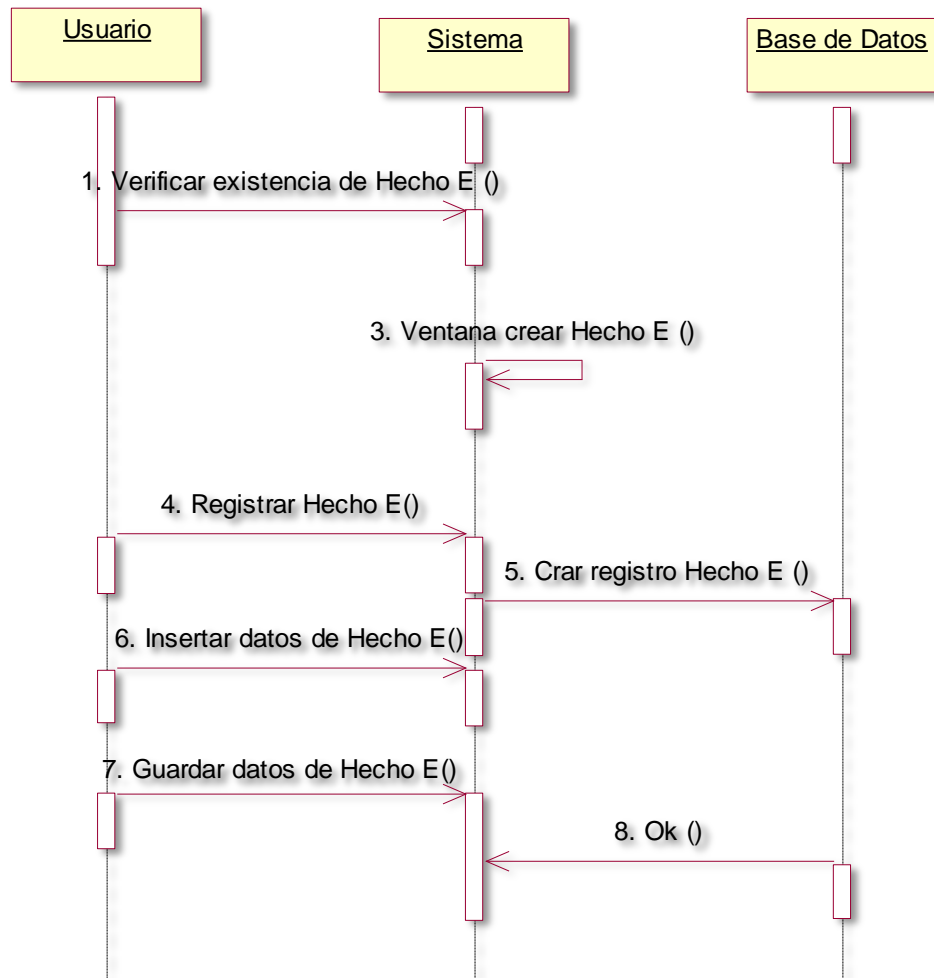 Usuario
Sistema
Base de Datos
1. Verificar existencia de Hecho E ()
3. Ventana crear Hecho E ()
4. Registrar Hecho E()
5. Crar registro Hecho E ()
6. Insertar datos de Hecho E()
7. Guardar datos de Hecho E()
8. Ok ()